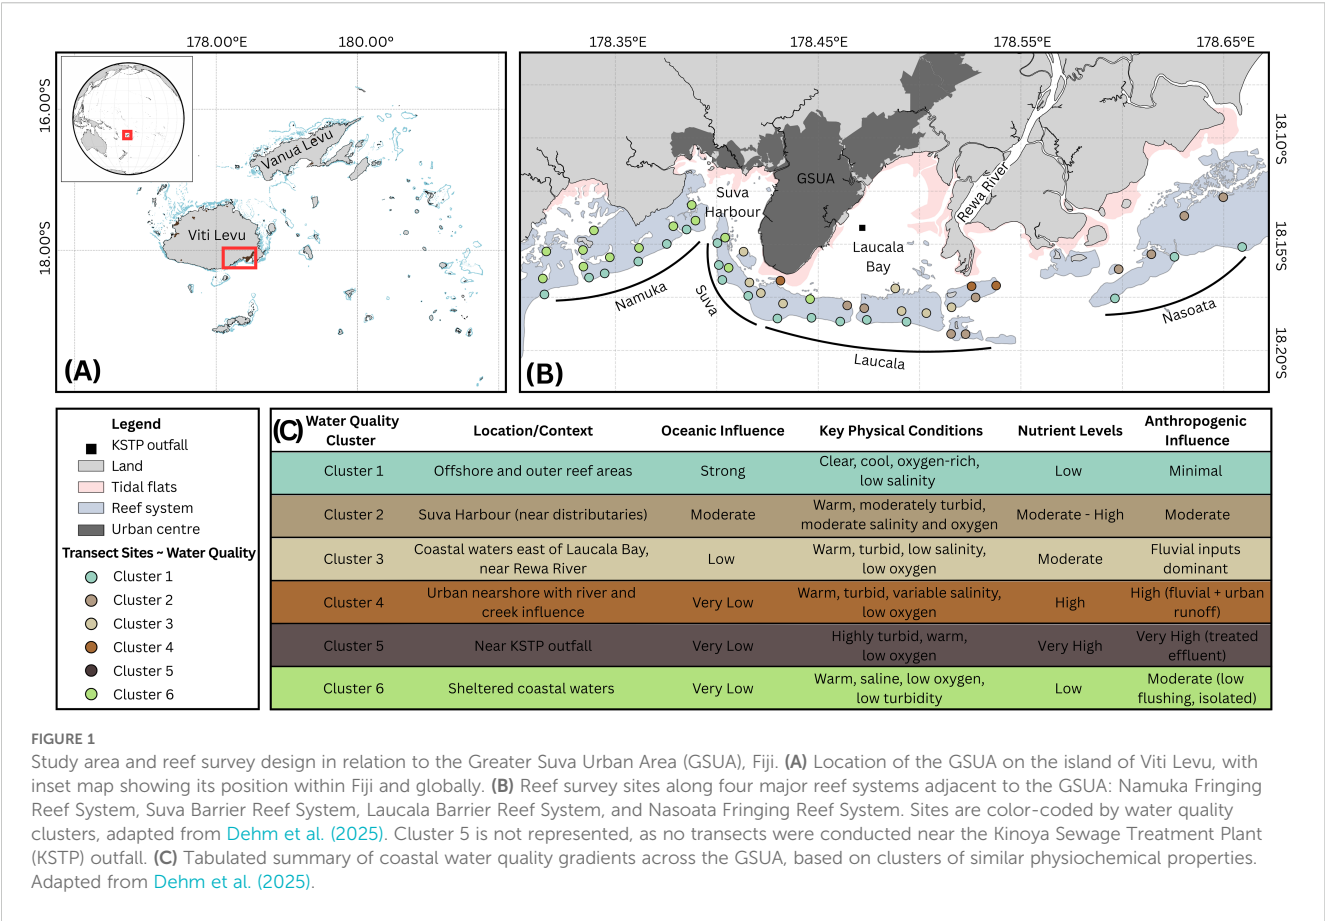 178.00°E
180.00°
16.00°S
18.00°S
Vanua Levu
Viti Levu
(A)
178.35°E
178.45°E
178.55°E
178.65°E
18.10°S
18.15°S
18.20°S
GSUA
Suva
Harbour
Rewa River
Laucala
Bay
Namuka
Suva
Laucala
Nasoata
(B)
Legend
KSTP outfall
Land
Tidal flats
Reef system
Urban centre
Transect Sites ~ Water Quality
Cluster 1
Cluster 2
Cluster 3
Cluster 4
Cluster 5
Cluster 6
(C)
Water Quality
Cluster
Location/Context
Oceanic Influence
Key Physical Conditions
Nutrient Levels
Anthropogenic
Influence
Cluster 1
Offshore and outer reef areas
Strong
Clear, cool, oxygen-rich,
low salinity
Low
Minimal
Cluster 2
Suva Harbour (near distributaries)
Moderate
Warm, moderately turbid,
moderate salinity and oxygen
Moderate - High
Moderate
Cluster 3
Coastal waters east of Laucala Bay,
near Rewa River
Low
Warm, turbid, low salinity,
low oxygen
Moderate
Fluvial inputs
dominant
Cluster 4
Urban nearshore with river and
creek influence
Very Low
Warm, turbid, variable salinity,
low oxygen
High
High (fluvial + urban
runoff)
Cluster 5
Near KSTP outfall
Very Low
Highly turbid, warm,
low oxygen
Very High
Very High (treated
effluent)
Cluster 6
Sheltered coastal waters
Very Low
Warm, saline, low oxygen,
low turbidity
Low
Moderate (low
flushing, isolated)
FIGURE 1
Study area and reef survey design in relation to the Greater Suva Urban Area (GSUA), Fiji. (A) Location of the GSUA on the island of Viti Levu, with
inset map showing its position within Fiji and globally. (B) Reef survey sites along four major reef systems adjacent to the GSUA: Namuka Fringing
Reef System, Suva Barrier Reef System, Laucala Barrier Reef System, and Nasoata Fringing Reef System. Sites are color-coded by water quality
clusters, adapted from Dehm et al. (2025). Cluster 5 is not represented, as no transects were conducted near the Kinoya Sewage Treatment Plant
(KSTP) outfall. (C) Tabulated summary of coastal water quality gradients across the GSUA, based on clusters of similar physiochemical properties.
Adapted from Dehm et al. (2025).